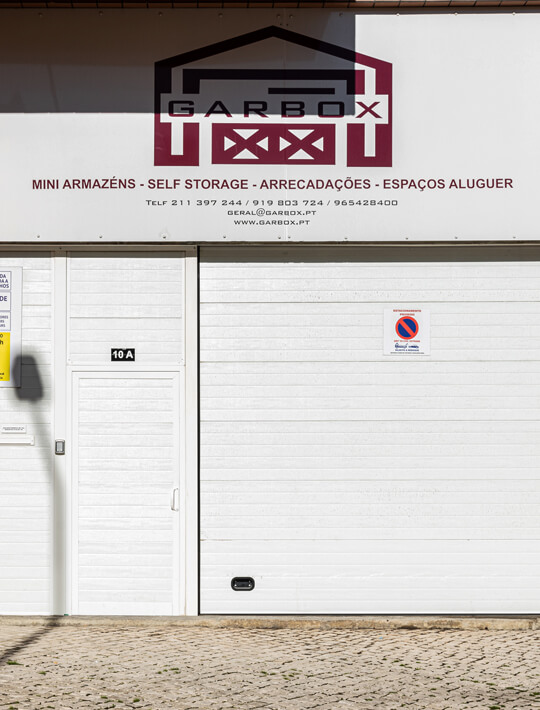 GARBOX
MINI ARMAZÉNS - SELF STORAGE - ARRECADAÇÕES - ESPAÇOS ALUGUER
TELF 211 397 244 / 919 803 724 / 965428400
GERAL@GARBOX.PT
WWW.GARBOX.PT
10 A
ESTACIONAMENTO